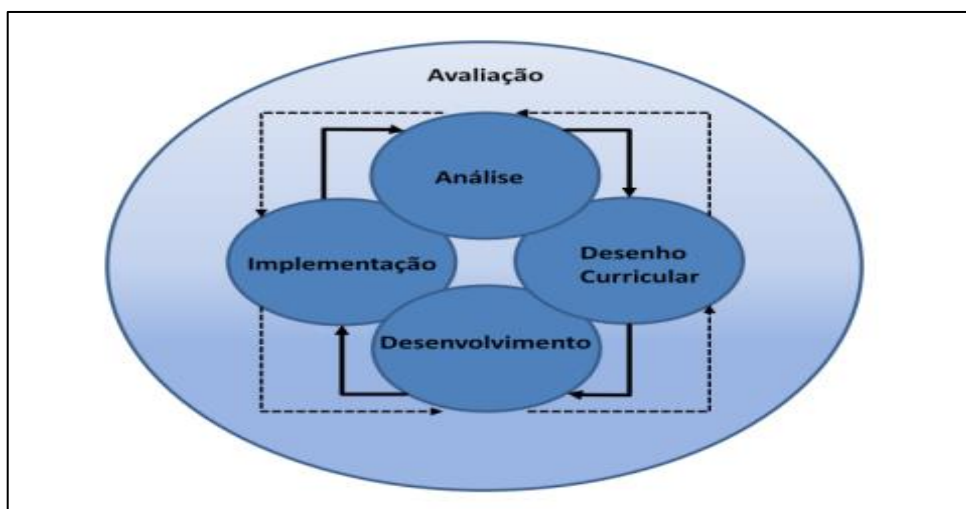 Avaliação
Análise
Implementação
Desenho
Curricular
Desenvolvimento